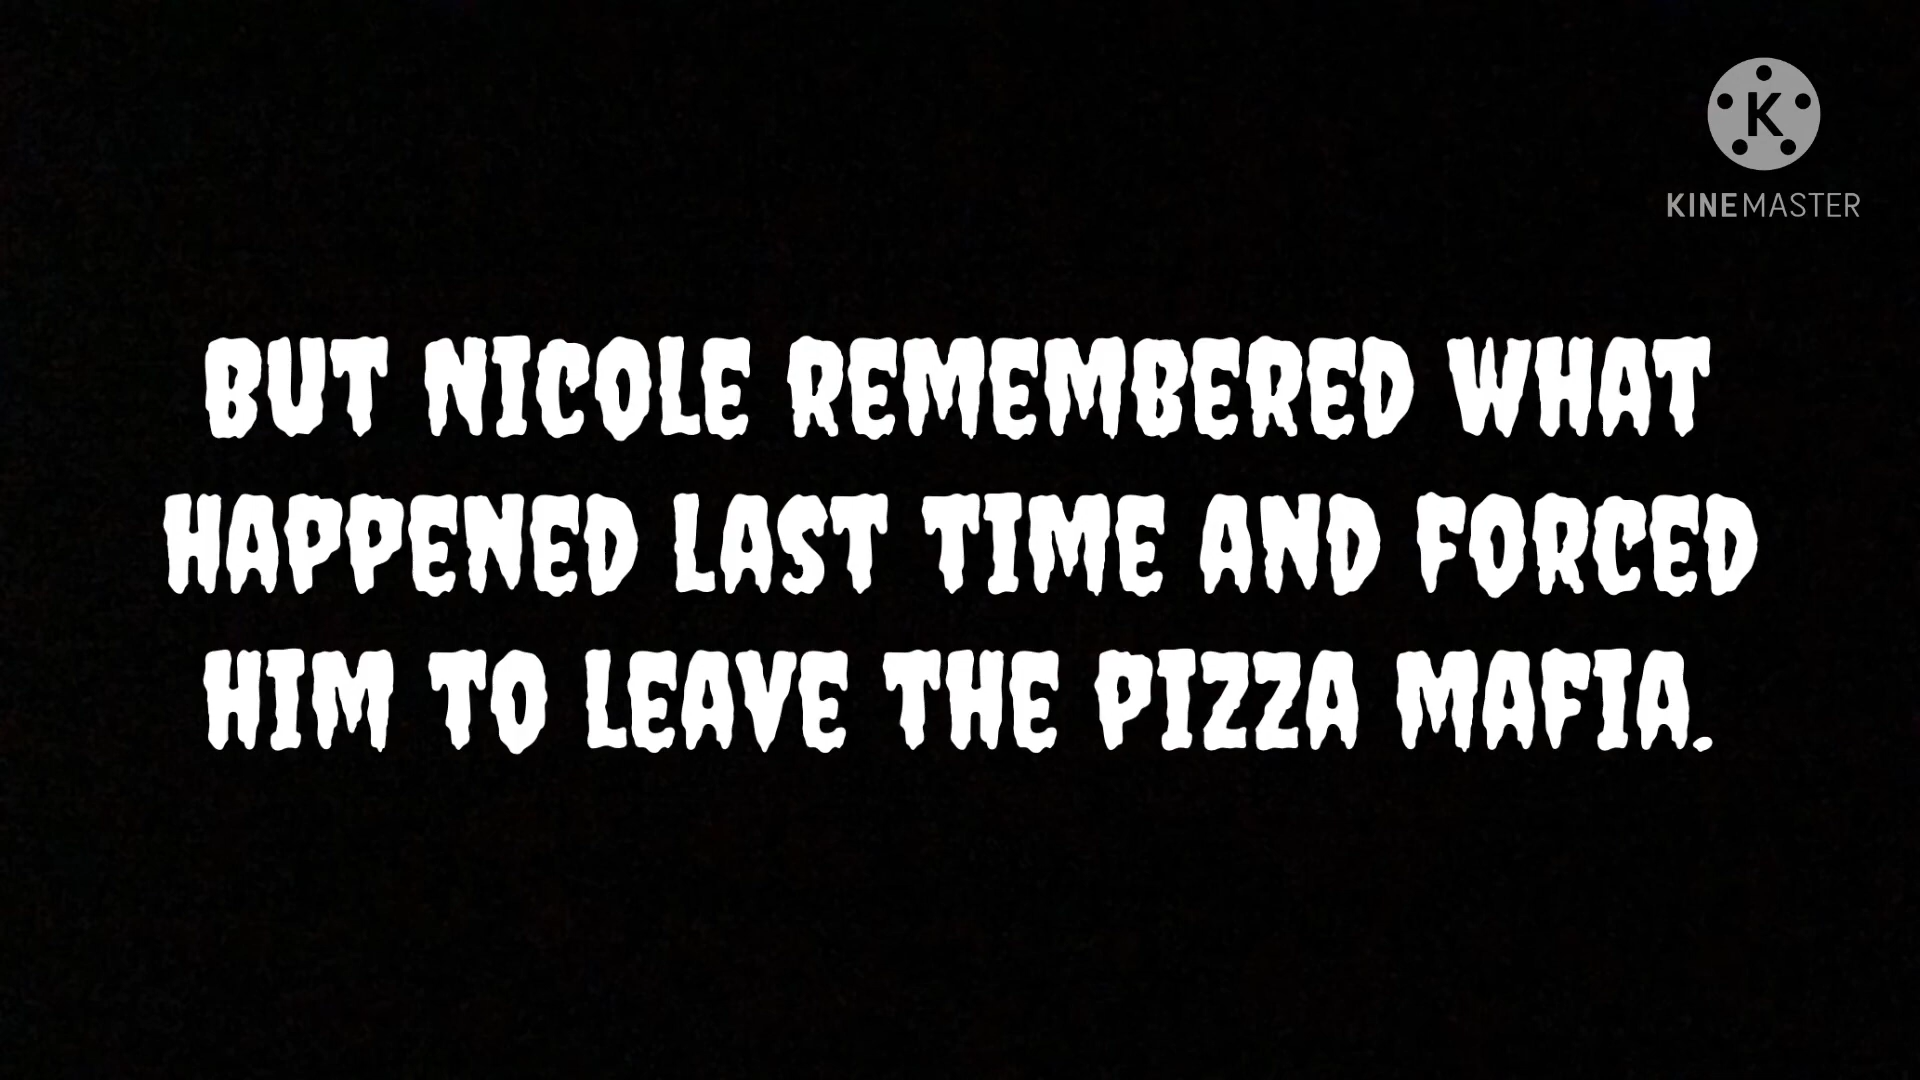 K
KINEMASTER
BUT NICOLE REMEMBERED WHAT
HAPPENED LAST TIME AND FORCED
HIM TO LEAVE THE PIZZA MAFIA.